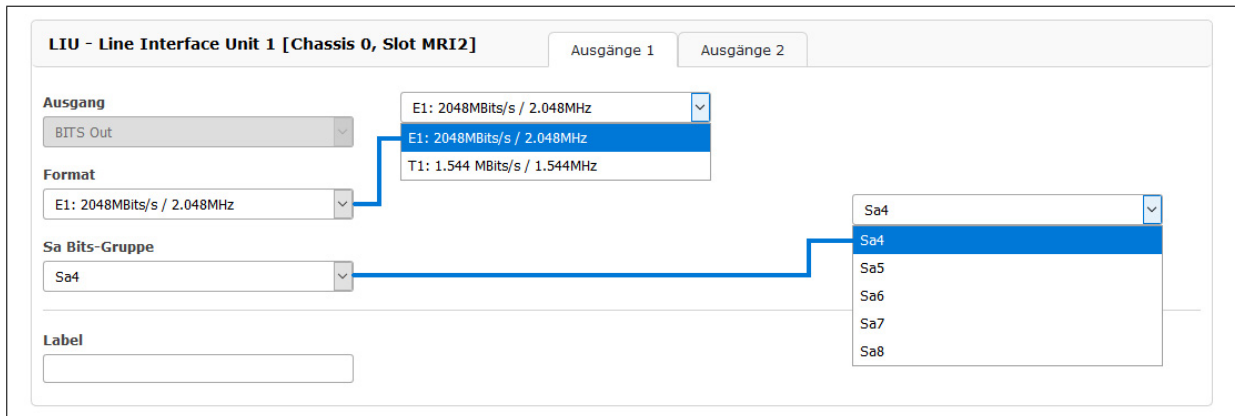 LIU - Line Interface Unit 1 [Chassis 0, Slot MRI2]
Ausgänge 1
Ausgänge 2
Ausgang
BITS Out
Format
E1: 2048MBits/s / 2.048MHz
Sa Bits-Gruppe
Sa4
Label
E1: 2048MBits/s / 2.048MHz
E1: 2048MBits/s / 2.048MHz
T1: 1.544 MBits/s / 1.544MHz
Sa4
Sa4
Sa5
Sa6
Sa7
Sa8